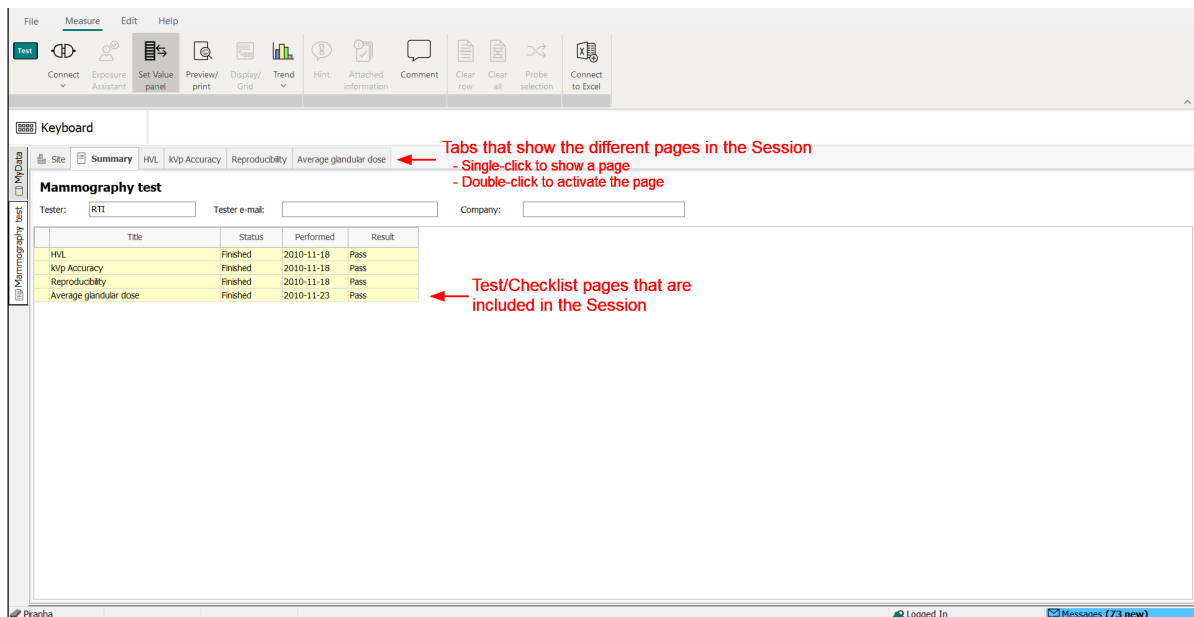 File Measure Edit Help
Test
Connect Exposure Assistant Set Value panel Preview/ print Display/ Grid Trend Hint Attached information Comment Clear row Clear all Probe selection Connect to Excel
Keyboard
MyData
Mammography test
Site Summary HVL kVp Accuracy Reproducibility Average glandular dose
Tabs that show the different pages in the Session
- Single-click to show a page
- Double-click to activate the page
Mammography test
Tester: RTI Tester e-mail: Company:
Title Status Performed Result
HVL Finished 2010-11-18 Pass
kVp Accuracy Finished 2010-11-18 Pass
Reproducibility Finished 2010-11-18 Pass
Average glandular dose Finished 2010-11-23 Pass
Test/Checklist pages that are
included in the Session
Piranha Logged In Messages (73 new)